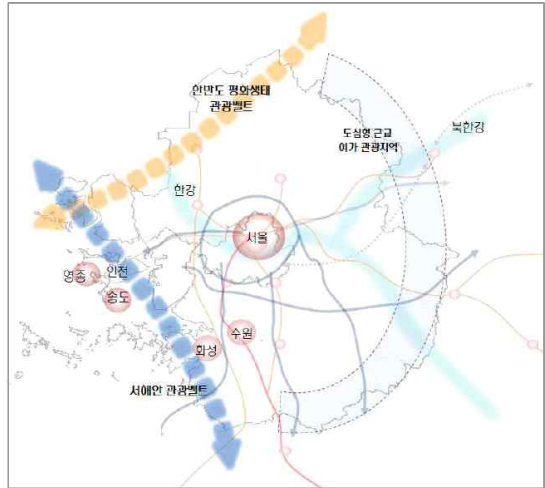 한반도 평화생태
관광벨트
도심형 근교
여가 관광지역
북한강
한강
서울
영종
인천
송도
수원
화성
서해안 관광벨트